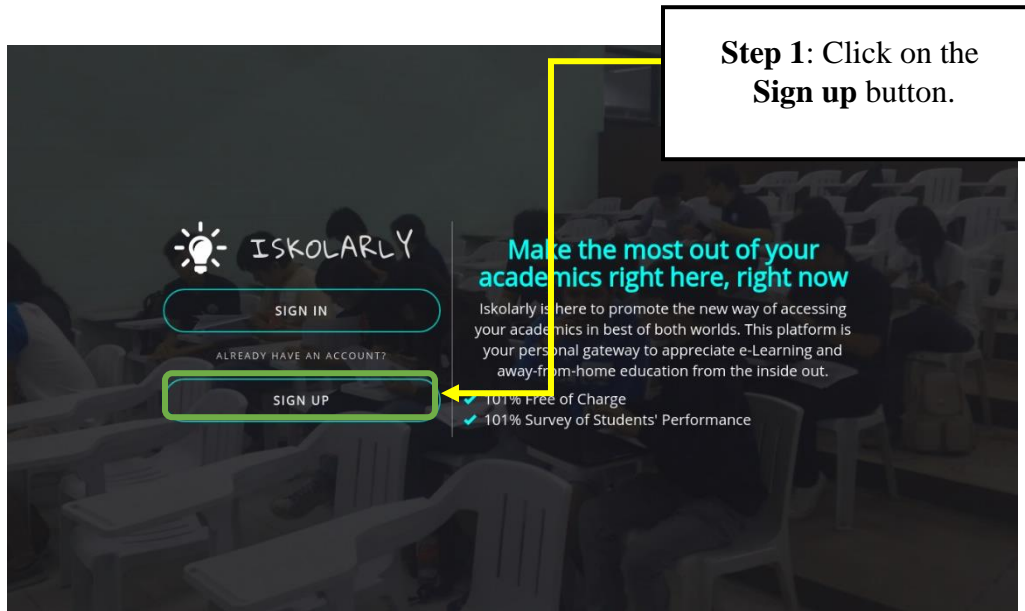 Step 1: Click on the
Sign up button.
ISKOLARLY
SIGN IN
ALREADY HAVE AN ACCOUNT?
SIGN UP
Make the most out of your
academics right here, right now
Iskolarly is here to promote the new way of accessing
your academics in best of both worlds. This platform is
your personal gateway to appreciate e-Learning and
away-from-home education from the inside out.
101% Free of Charge
101% Survey of Students' Performance